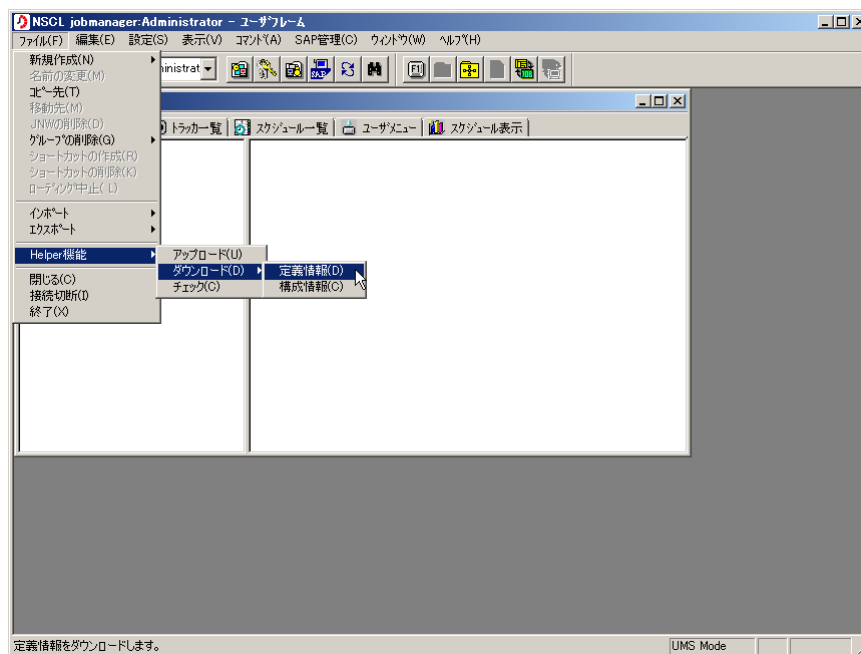 NSCL jobmanager:Administrator - ユーザフレーム
ファイル(F) 編集(E) 設定(S) 表示(V) コマンド(A) SAP管理(C) ウィンドウ(W) ヘルプ(H)
新規作成(N)
名前の変更(M)
コピー先(T)
移動先(M)
JNWの削除(D)
グループの削除(G)
ショートカットの作成(R)
ショートカットの削除(K)
ローディング中止( L)
インポート
エクスポート
Helper機能
閉じる(C)
接続切断(I)
終了(X)
アップロード(U)
ダウンロード(D)
チェック(C)
定義情報(D)
構成情報(C)
inistrat
SAP
F1
トラッカ一覧
スケジュール一覧
ユーザメニュー
スケジュール表示
定義情報をダウンロードします。
UMS Mode